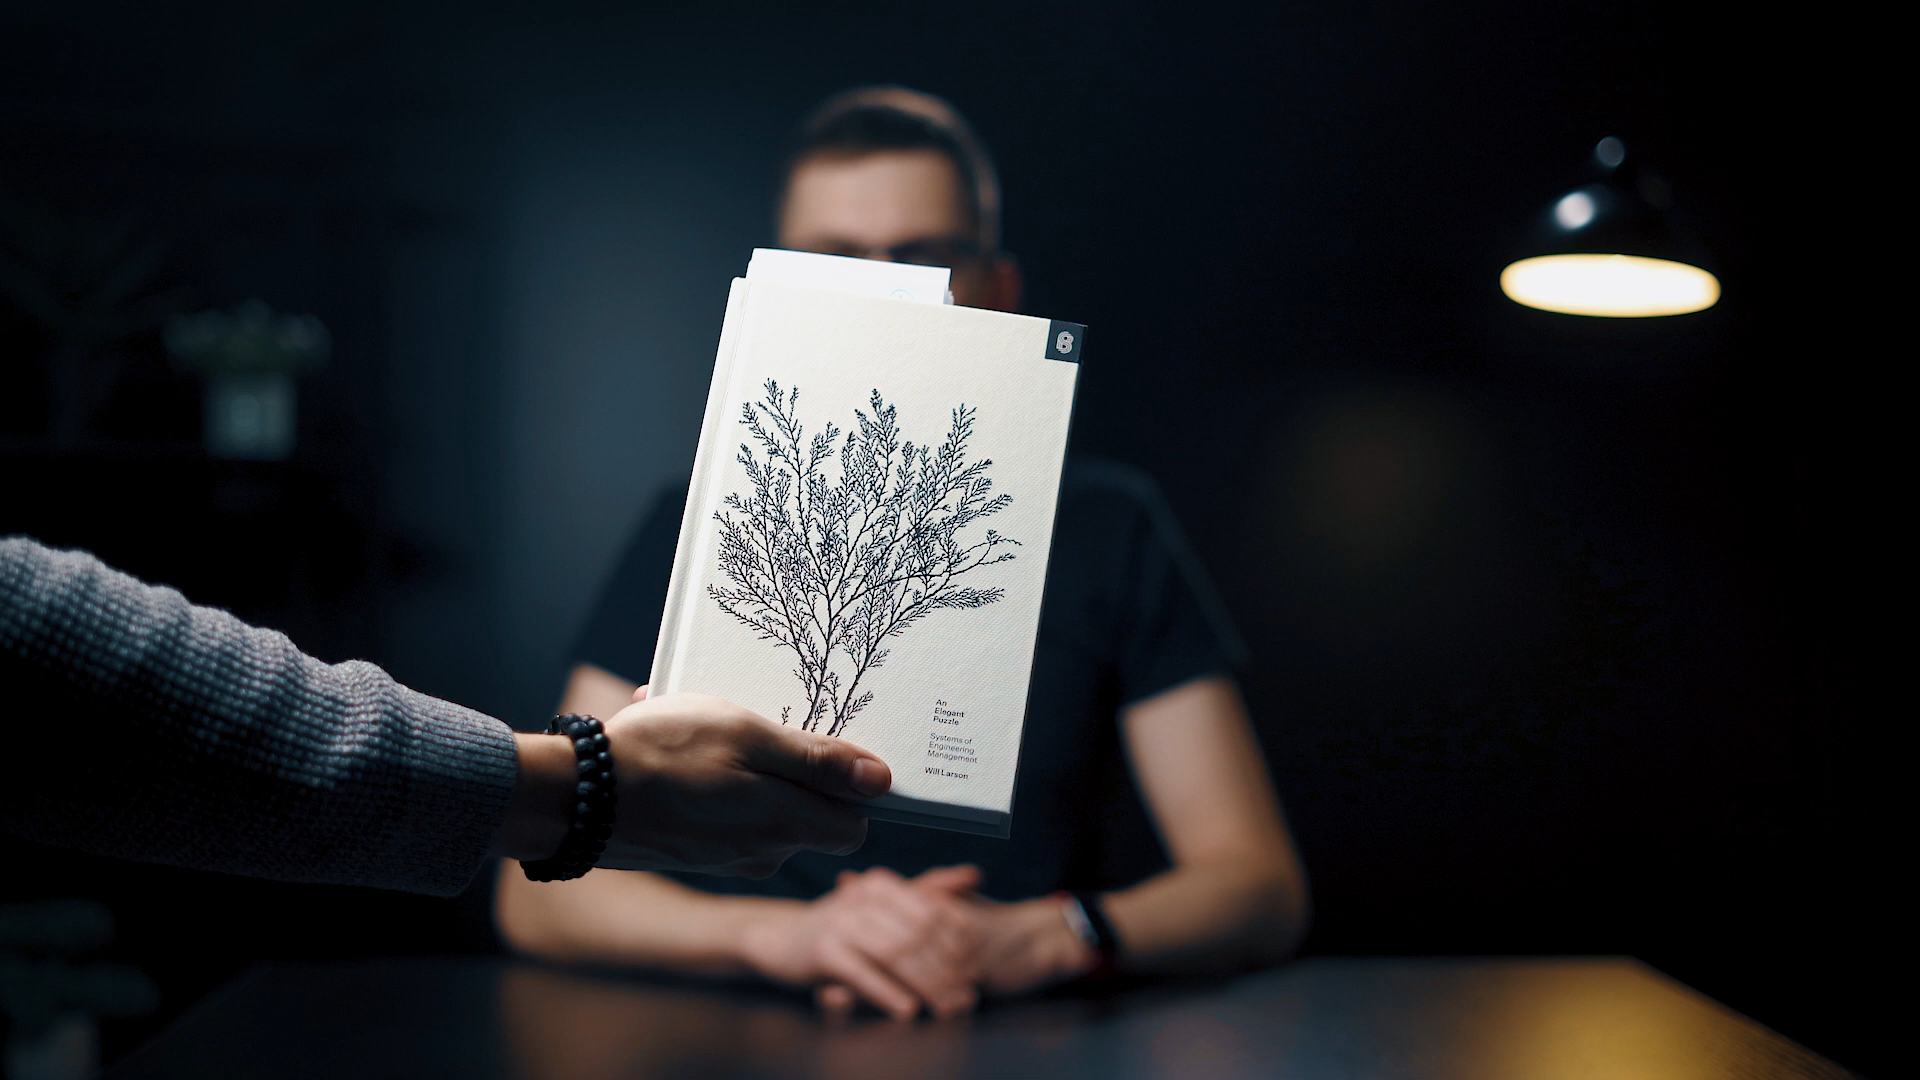 B
An
Elegant
Puzzle
Systems of
Engineering
Management
Will Larson